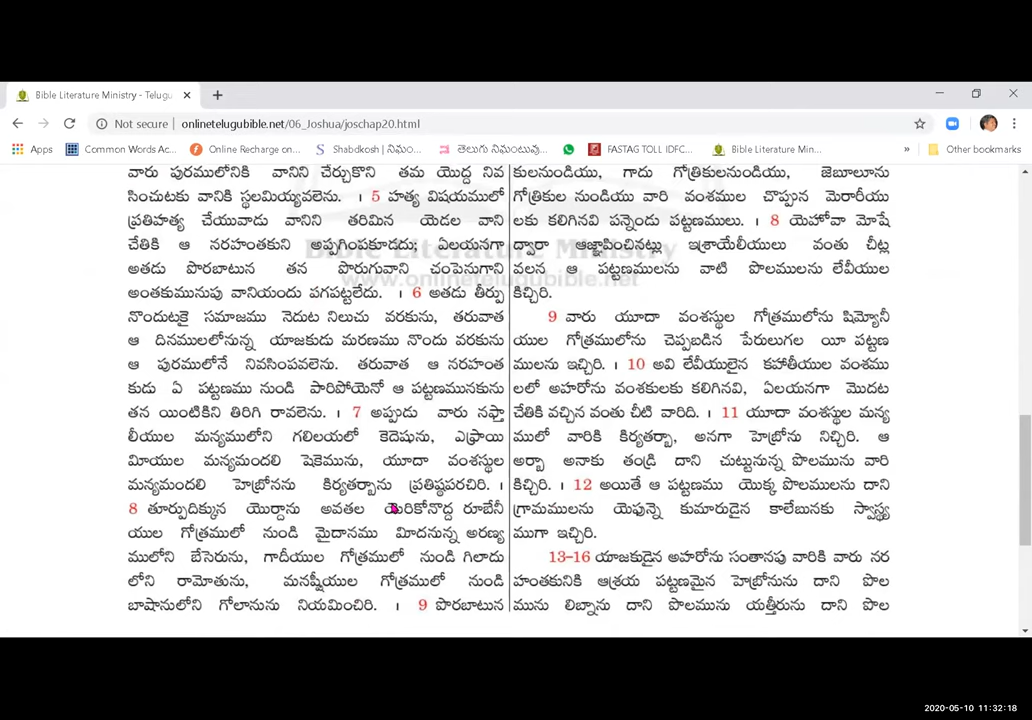 Bible Literature Ministry - Telugu
Not secure | onlinetelugubible.net/06_Joshua/joschap20.html
Apps Common Words Ac... Online Recharge on... Shabdkosh | నిఘం... తెలుగు నిఘంటువు... FASTAG TOLL IDFC... Bible Literature Min... » Other bookmarks
వారు పురములోనికి వానిని చేర్చుకొని తమ యొద్ద నివ
సించుటకు వానికి స్థలమియ్యవలెను. । 5 హత్య విషయములో
ప్రతిహత్య చేయువాడు వానిని తరిమిన యెడల వాని
చేతికి ఆ నరహంతకుని అప్పగింపకూడదు; ఏలయనగా
అతడు పొరబాటున తన పొరుగువాని చంపెనుగాని
అంతకుమునుపు వానియందు పగపట్టలేదు. । 6 అతడు తీర్పు
నొందుటకై సమాజము నెదుట నిలుచు వరకును, తరువాత
ఆ దినములలోనున్న యాజకుడు మరణము నొందు వరకును
ఆ పురములోనే నివసింపవలెను. తరువాత ఆ నరహంత
కుడు ఏ పట్టణము నుండి పారిపోయెనో ఆ పట్టణమునకును
తన యింటికిని తిరిగి రావలెను. । 7 అప్పుడు వారు నఫ్తా
లీయుల మన్యములోని గలిలయలో కెదెషును, ఎఫ్రాయి
మీయుల మన్యమందలి షెకెమును, యూదా వంశస్థుల
మన్యమందలి హెబ్రోనను కిర్యతర్బాను ప్రతిష్ఠపరచిరి. ।
8 తూర్పుదిక్కున యొర్దాను అవతల యెరికోనొద్ద రూబేనీ
యుల గోత్రములో నుండి మైదానము మీదనున్న అరణ్య
ములోని బేసెరును, గాదీయుల గోత్రములో నుండి గిలాదు
లోని రామోతును, మనష్షీయుల గోత్రములో నుండి
బాషానులోని గోలానును నియమించిరి. । 9 పొరబాటున
కులనుండియు, గాదు గోత్రికులనుండియు, జెబూలూను
గోత్రికుల నుండియు వారి వంశముల చొప్పున మెరారీయు
లకు కలిగినవి పన్నెండు పట్టణములు. । 8 యెహోవా మోషే
ద్వారా ఆజ్ఞాపించినట్లు ఇశ్రాయేలీయులు వంతు చీట్ల
వలన ఆ పట్టణములను వాటి పొలములను లేవీయుల
కిచ్చిరి.
9 వారు యూదా వంశస్థుల గోత్రములోను షిమ్యోనీ
యుల గోత్రములోను చెప్పబడిన పేరులుగల యీ పట్టణ
ములను ఇచ్చిరి. । 10 అవి లేవీయులైన కహాతీయుల వంశము
లలో అహరోను వంశకులకు కలిగినవి, ఏలయనగా మొదట
చేతికి వచ్చిన వంతు చీటి వారిది. । 11 యూదా వంశస్థుల మన్య
ములో వారికి కిర్యతర్బా, అనగా హెబ్రోను నిచ్చిరి. ఆ
అర్బా అనాకు తండ్రి దాని చుట్టునున్న పొలమును వారి
కిచ్చిరి. । 12 అయితే ఆ పట్టణము యొక్క పొలములను దాని
గ్రామములను యెఫున్నె కుమారుడైన కాలేబునకు స్వాస్థ్య
ముగా ఇచ్చిరి.
13-16 యాజకుడైన అహరోను సంతానపు వారికి వారు నర
హంతకునికి ఆశ్రయ పట్టణమైన హెబ్రోనును దాని పొల
మును లిబ్నాను దాని పొలమును యత్తీరును దాని పొల
Bible Literature Ministry
www.onlinetelugubible.net
2020-05-10 11:32:18